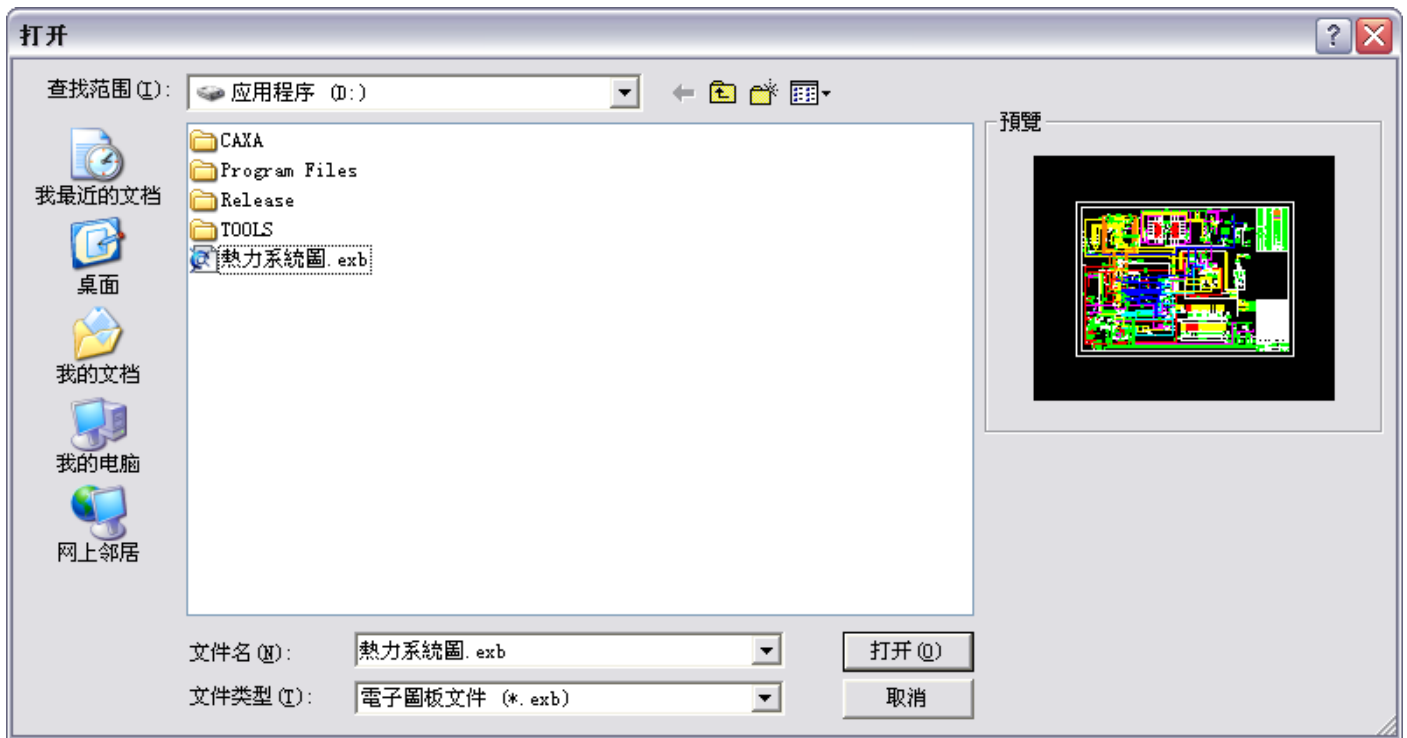 打开
查找范围(I):
应用程序 (D:)
預覽
我最近的文档
桌面
我的文档
我的电脑
网上邻居
CAXA
Program Files
Release
TOOLS
熱力系統圖.exb
文件名(N):
熱力系統圖.exb
打开(O)
文件类型(T):
電子圖板文件 (*.exb)
取消